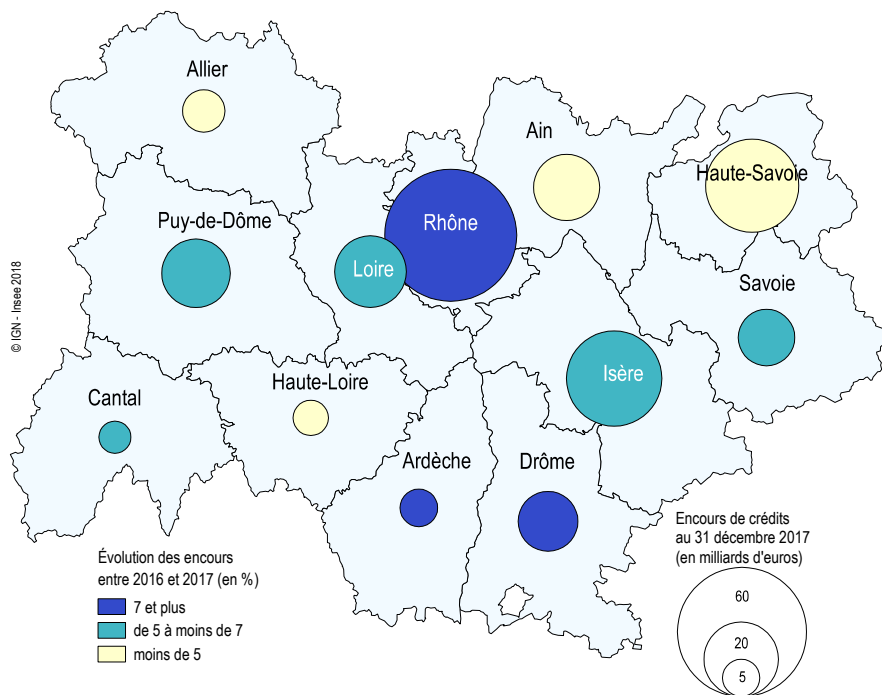 Allier
Ain
Haute-Savoie
Puy-de-Dôme
Rhône
Loire
Savoie
© IGN - Insee 2018
Isère
Haute-Loire
Cantal
Ardèche
Drôme
Encours de crédits
au 31 décembre 2017
(en milliards d'euros)
60
20
5
Évolution des encours
entre 2016 et 2017 (en %)
7 et plus
de 5 à moins de 7
moins de 5